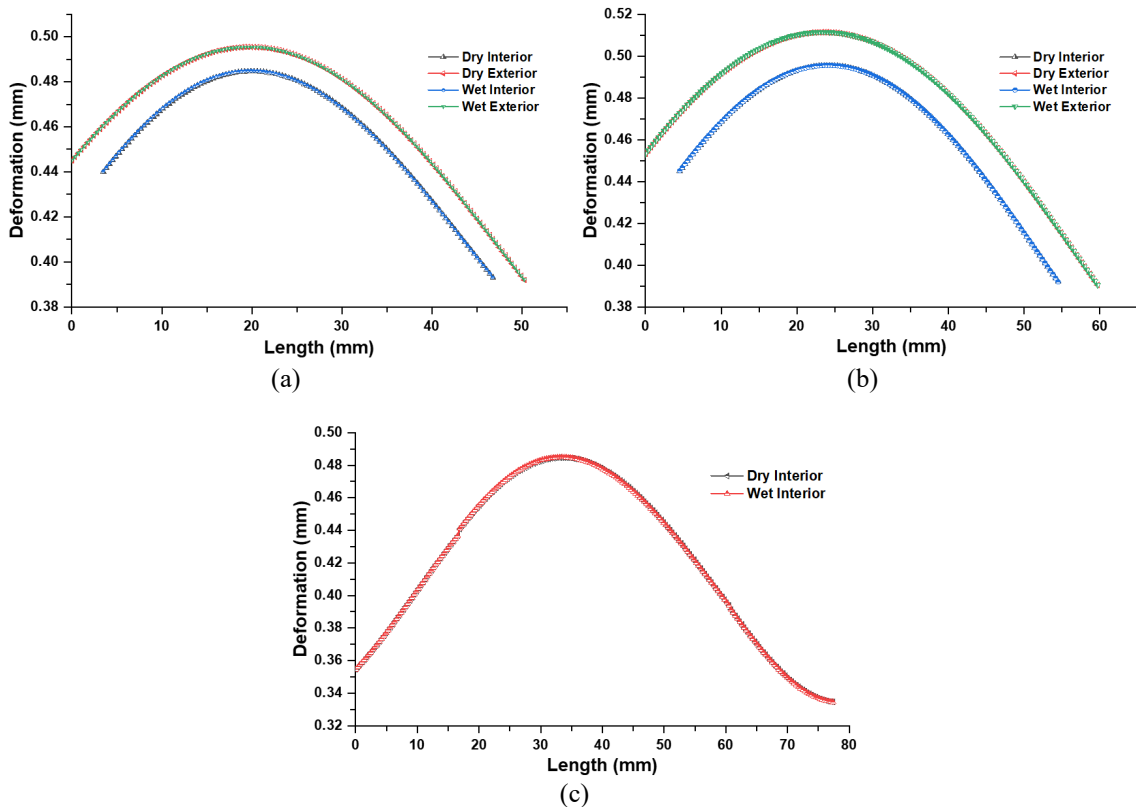 0.50
0.48
0.46
0.44
0.42
0.40
0.38
Deformation (mm)
Dry Interior
Dry Exterior
Wet Interior
Wet Exterior
0 10 20 30 40 50
Length (mm)
(a)
0.52
0.50
0.48
0.46
0.44
0.42
0.40
0.38
Deformation (mm)
Dry Interior
Dry Exterior
Wet Interior
Wet Exterior
0 10 20 30 40 50 60
Length (mm)
(b)
0.50
0.48
0.46
0.44
0.42
0.40
0.38
0.36
0.34
0.32
Deformation (mm)
Dry Interior
Wet Interior
0 10 20 30 40 50 60 70 80
Length (mm)
(c)